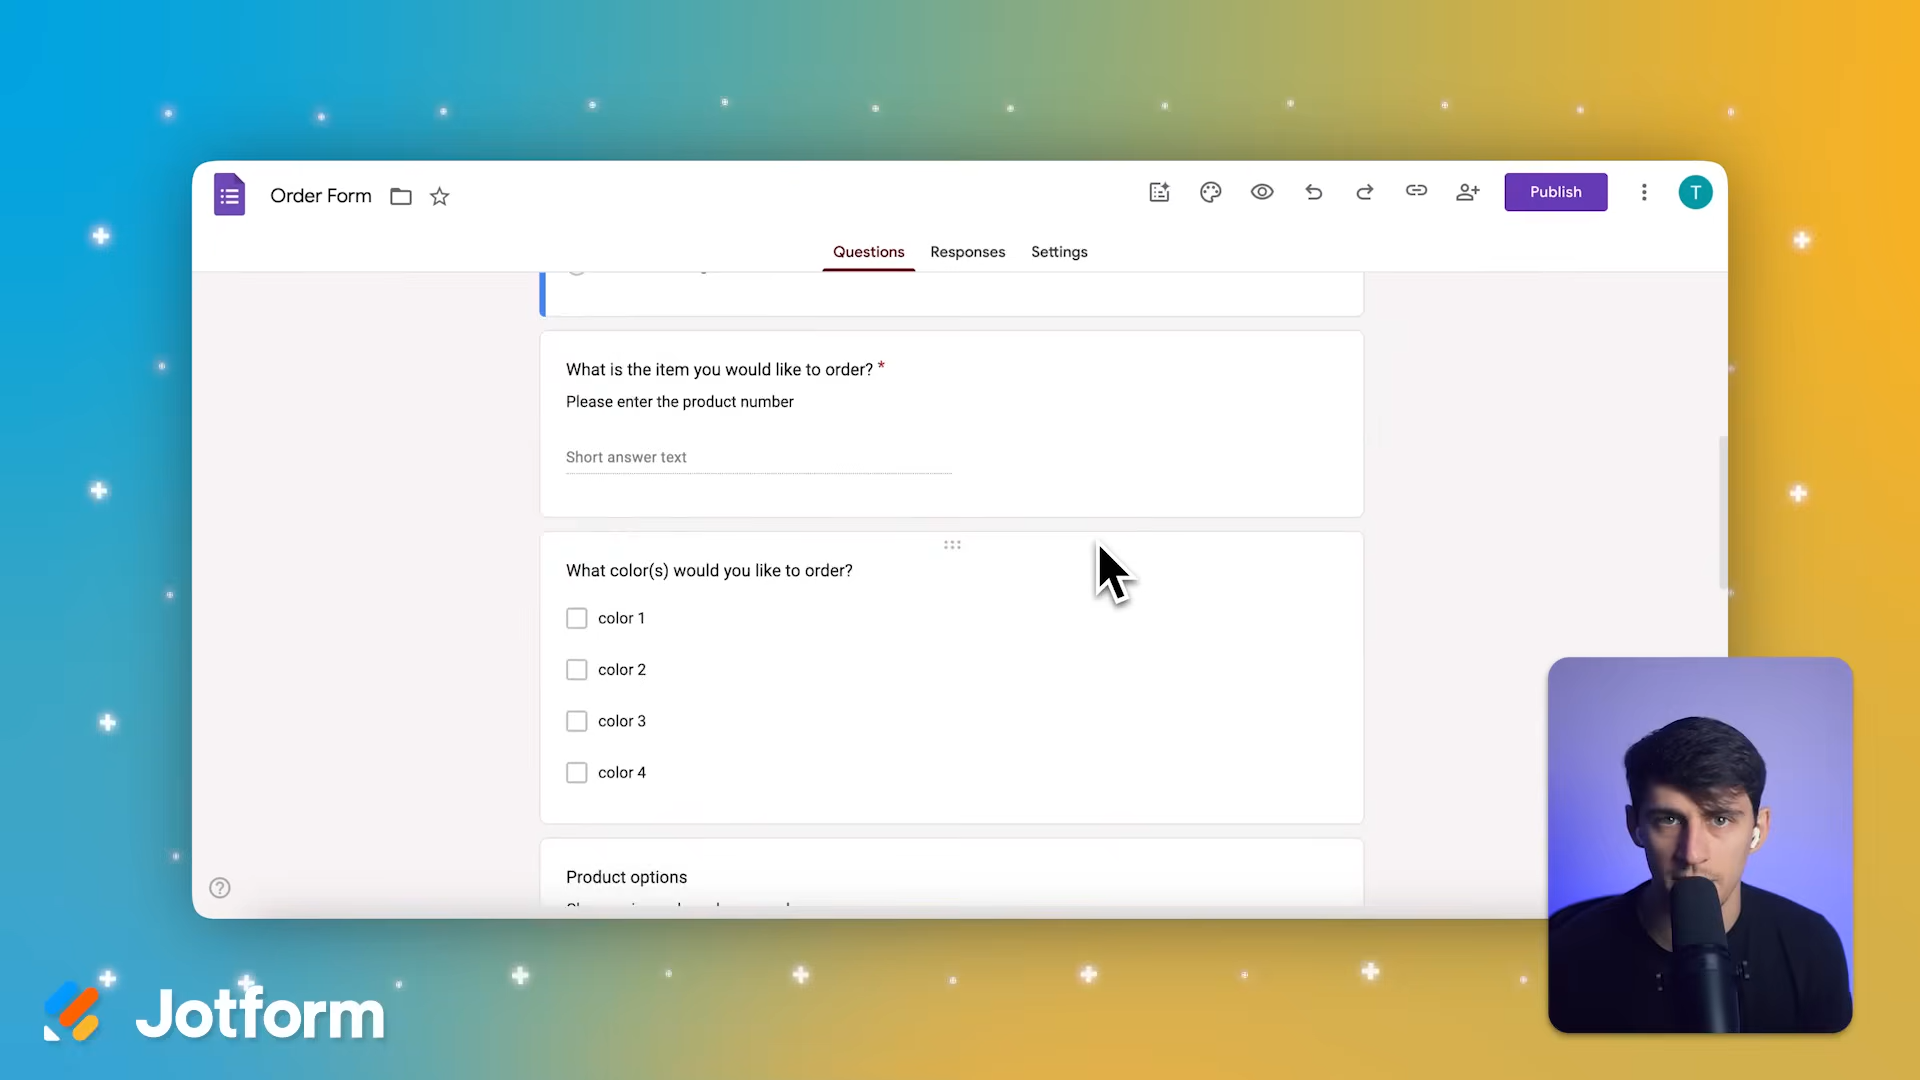 Order Form
Publish
T
Questions Responses Settings
What is the item you would like to order? *
Please enter the product number
Short answer text
What color(s) would you like to order?
color 1
color 2
color 3
color 4
Product options
Jotform